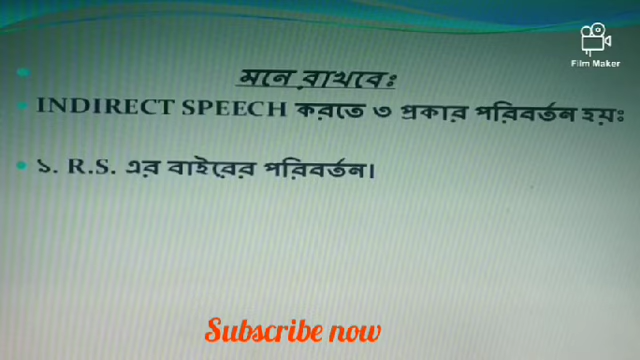 Film Maker
মনে রাখবেঃ
INDIRECT SPEECH করতে ৩ প্রকার পরিবর্তন হয়ঃ
১. R.S. এর বাইরের পরিবর্তন।
Subscribe now